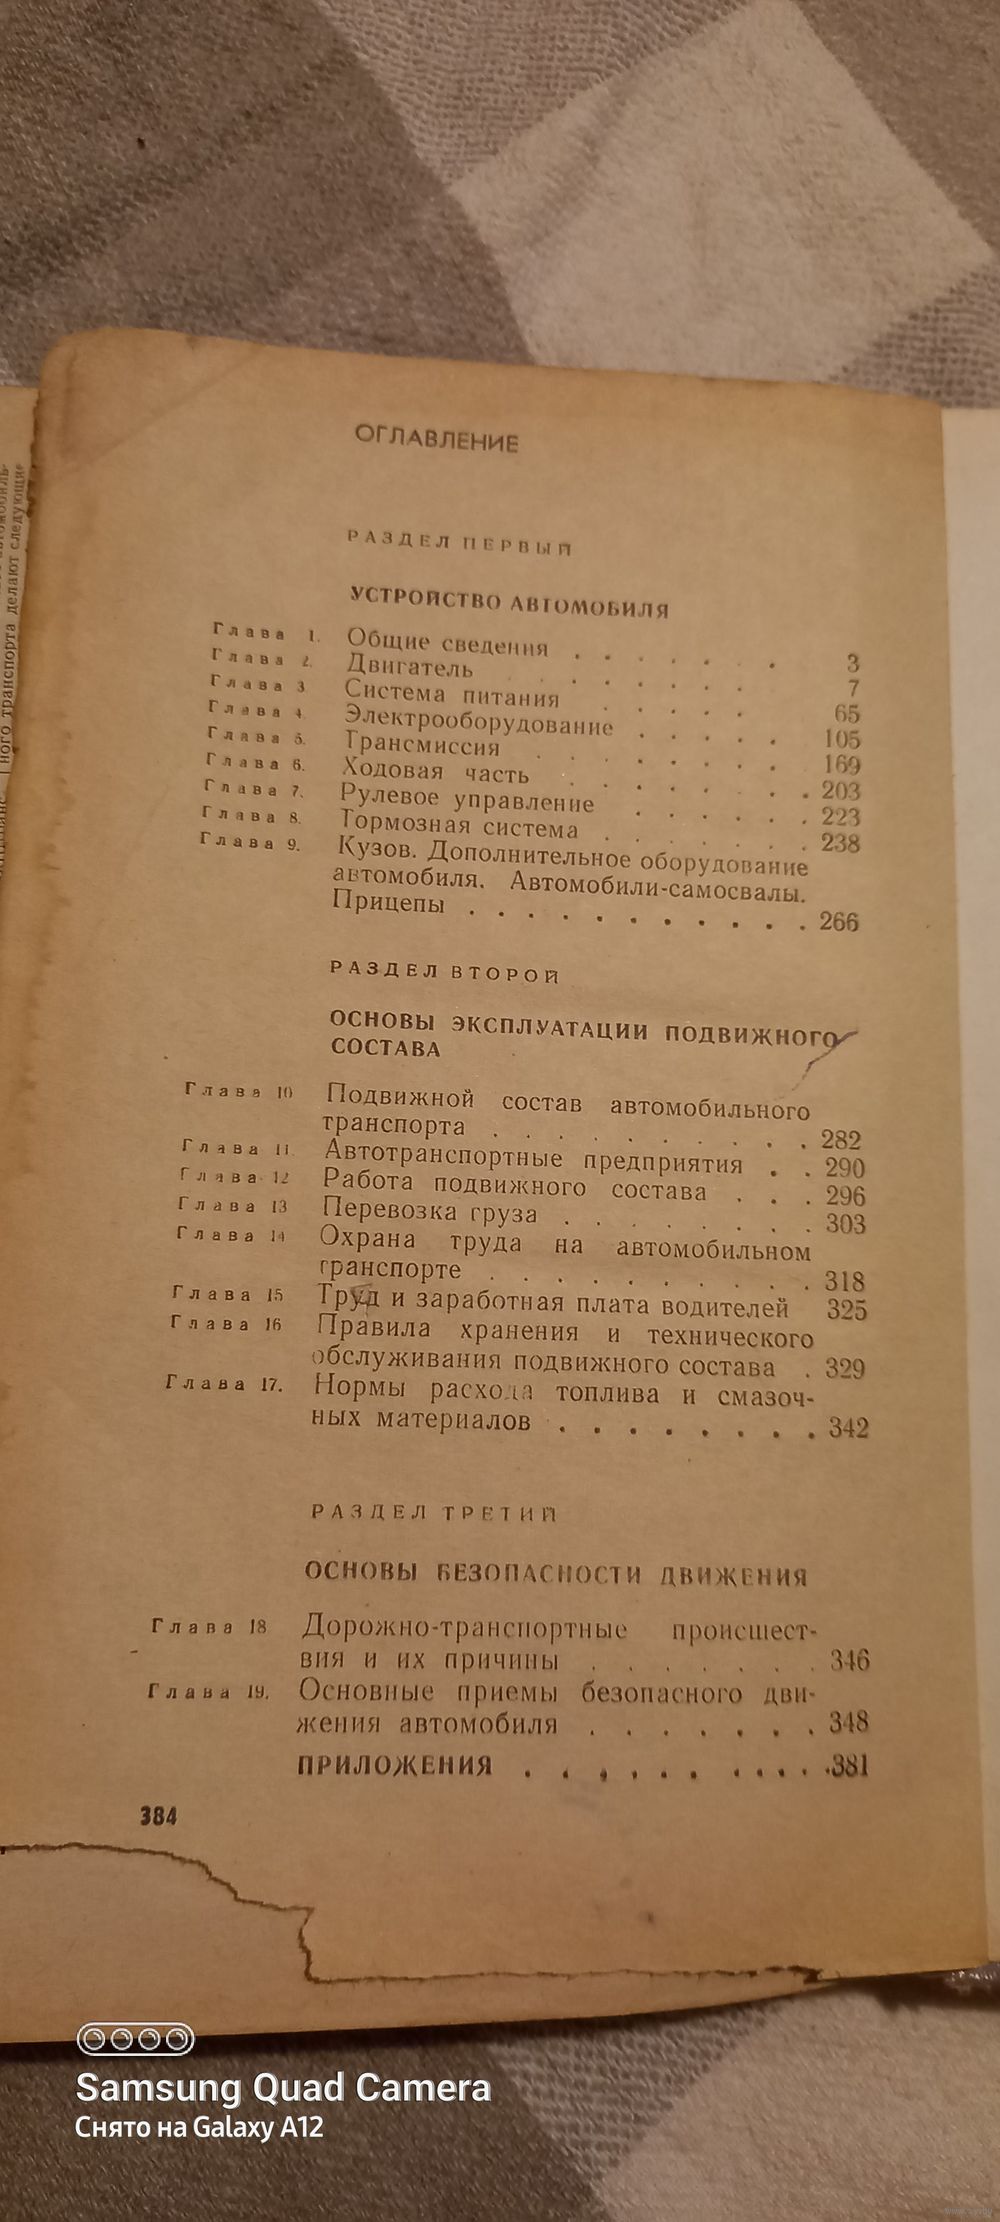 ного транспорта делают следующие
ОГЛАВЛЕНИЕ
РАЗДЕЛ ПЕРВЫЙ
УСТРОЙСТВО АВТОМОБИЛЯ
Глава 1. Общие сведения . . . . . . 3
Глава 2. Двигатель . . . . . . 7
Глава 3 Система питания . . . . . 65
Глава 4. Электрооборудование . . . . . 105
Глава 5. Трансмиссия . . . . . . 169
Глава 6. Ходовая часть . . . . . . 203
Глава 7. Рулевое управление . . . . . 223
Глава 8. Тормозная система . . . . . . 238
Глава 9. Кузов. Дополнительное оборудование
автомобиля. Автомобили-самосвалы.
Прицепы . . . . . . . . . 266
РАЗДЕЛ ВТОРОЙ
ОСНОВЫ ЭКСПЛУАТАЦИИ ПОДВИЖНОГО
СОСТАВА
Глава 10 Подвижной состав автомобильного
транспорта . . . . . . . . 282
Глава 11. Автотранспортные предприятия . . 290
Глава 12 Работа подвижного состава . . . 296
Глава 13 Перевозка груза . . . . . . . 303
Глава 14 Охрана труда на автомобильном
транспорте . . . . . . . . 318
Глава 15 Труд и заработная плата водителей 325
Глава 16 Правила хранения и технического
обслуживания подвижного состава . 329
Глава 17. Нормы расхода топлива и смазоч-
ных материалов . . . . . . . . 342
РАЗДЕЛ ТРЕТИЙ
ОСНОВЫ БЕЗОПАСНОСТИ ДВИЖЕНИЯ
Глава 18 Дорожно-транспортные происшест-
вия и их причины . . . . . . . 346
Глава 19. Основные приемы безопасного дви-
жения автомобиля . . . . . . . 348
ПРИЛОЖЕНИЯ . . . . . . . . . . 381
384
Samsung Quad Camera
Снято на Galaxy A12